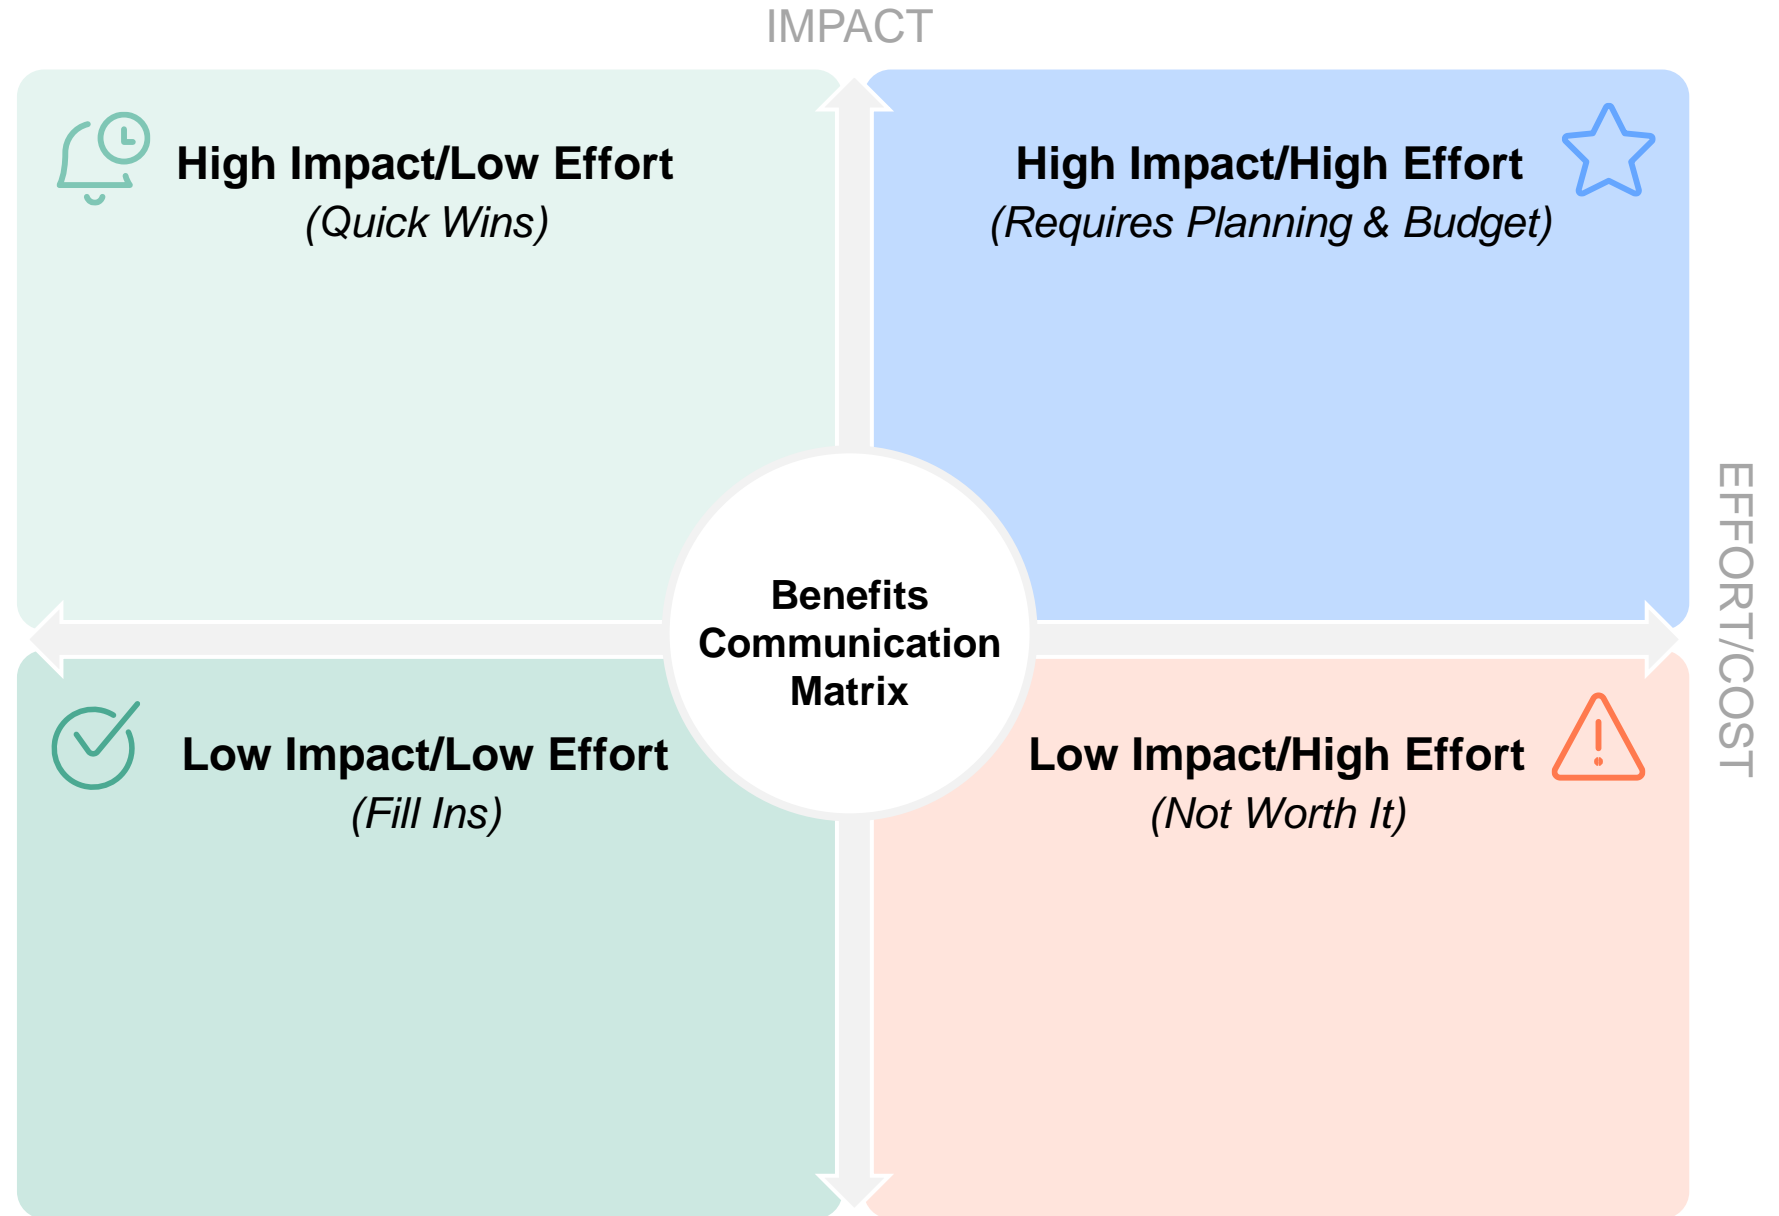 IMPACT
High Impact/Low Effort
(Quick Wins)
High Impact/High Effort
(Requires Planning & Budget)
EFFORT/COST
Benefits
Communication
Matrix
Low Impact/Low Effort
(Fill Ins)
Low Impact/High Effort
(Not Worth It)